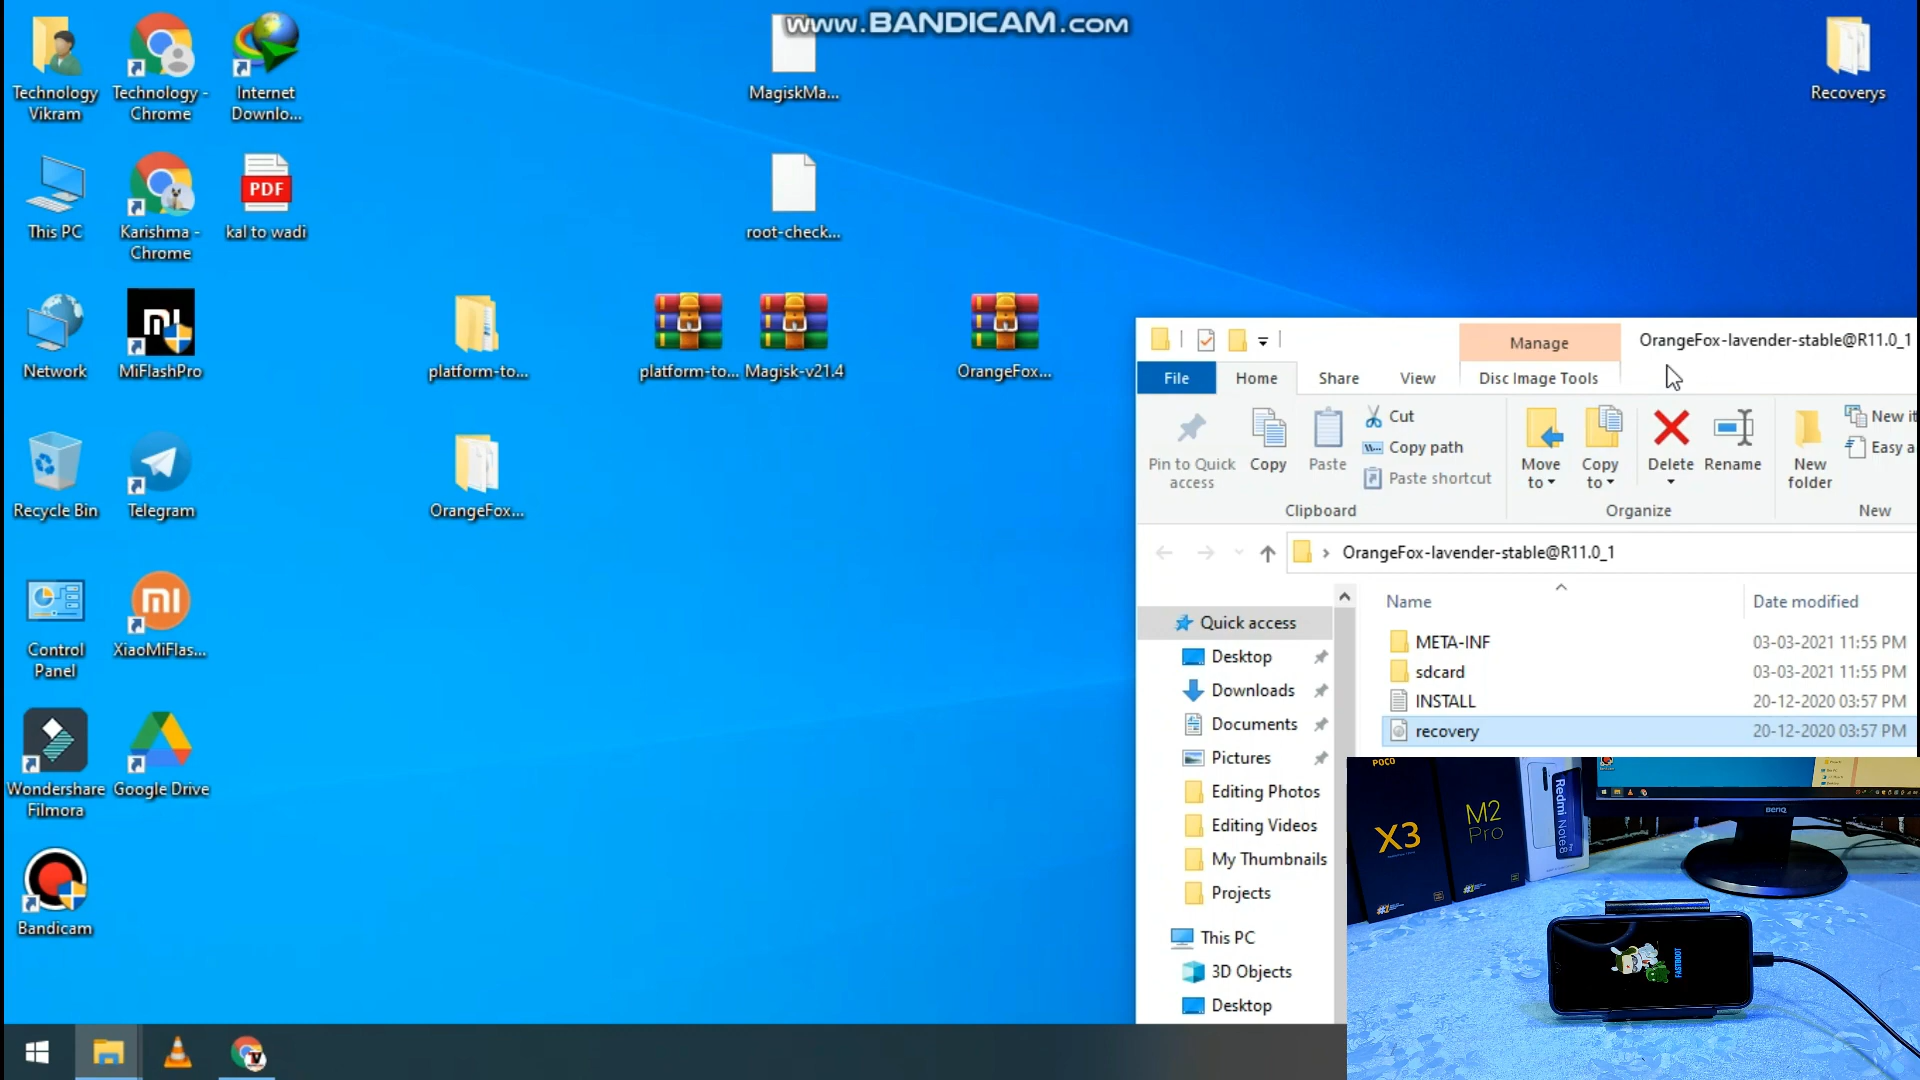 www.BANDICAM.com
Technology
Vikram
Technology -
Chrome
Internet
Downlo...
MagiskMa...
Recoverys
This PC
Karishma -
Chrome
PDF
kal to wadi
root-check...
Network
MiFlashPro
platform-to...
platform-to...
Magisk-v21.4
OrangeFox...
Recycle Bin
Telegram
OrangeFox...
Control
Panel
XiaoMiFlas...
Wondershare
Filmora
Google Drive
Bandicam
Manage
OrangeFox-lavender-stable@R11.0_1
File
Home
Share
View
Disc Image Tools
Pin to Quick
access
Copy
Paste
Cut
Copy path
Paste shortcut
Move
to
Copy
to
Delete
Rename
New
folder
New it
Easy a
Clipboard
Organize
New
OrangeFox-lavender-stable@R11.0_1
Name
Date modified
META-INF
03-03-2021 11:55 PM
sdcard
03-03-2021 11:55 PM
INSTALL
20-12-2020 03:57 PM
recovery
20-12-2020 03:57 PM
Quick access
Desktop
Downloads
Documents
Pictures
Editing Photos
Editing Videos
My Thumbnails
Projects
This PC
3D Objects
Desktop
POCO
X3
M2
Pro
Redmi Note 8
BenQ
FASTBOOT